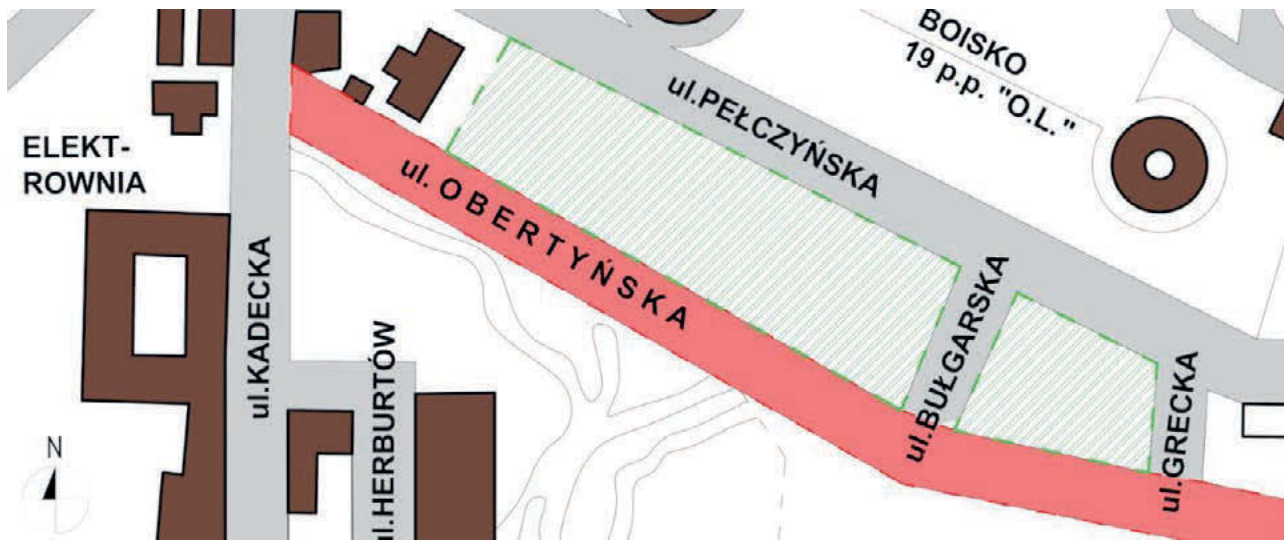 BOISKO
19 p.p. "O.L."
ul.PEŁCZYŃSKA
ELEKT-
ROWNIA
ul. OBERTYŃSKA
ul.KADECKA
ul.HERBURTÓW
ul.BUŁGARSKA
ul.GRECKA
N